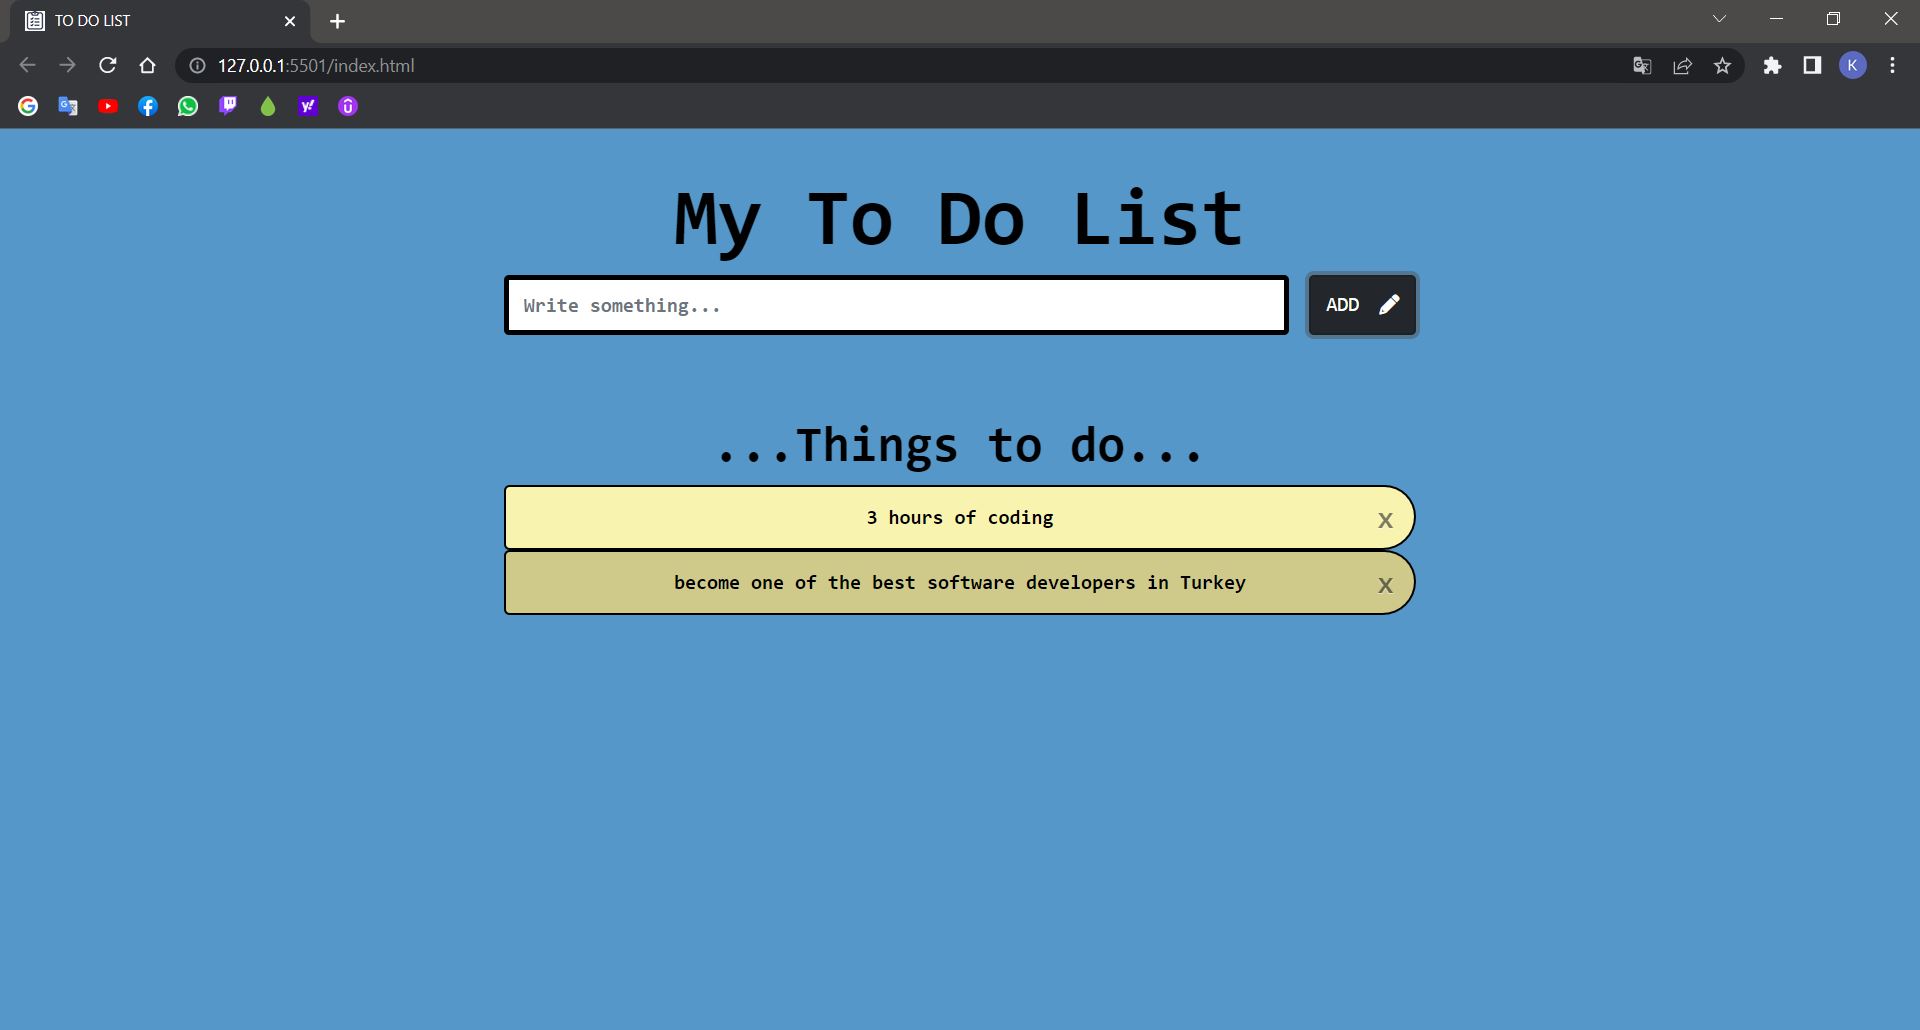 TO DO LIST
127.0.0.1:5501/index.html
K
My To Do List
Write something...
ADD
...Things to do...
3 hours of coding
x
become one of the best software developers in Turkey
x